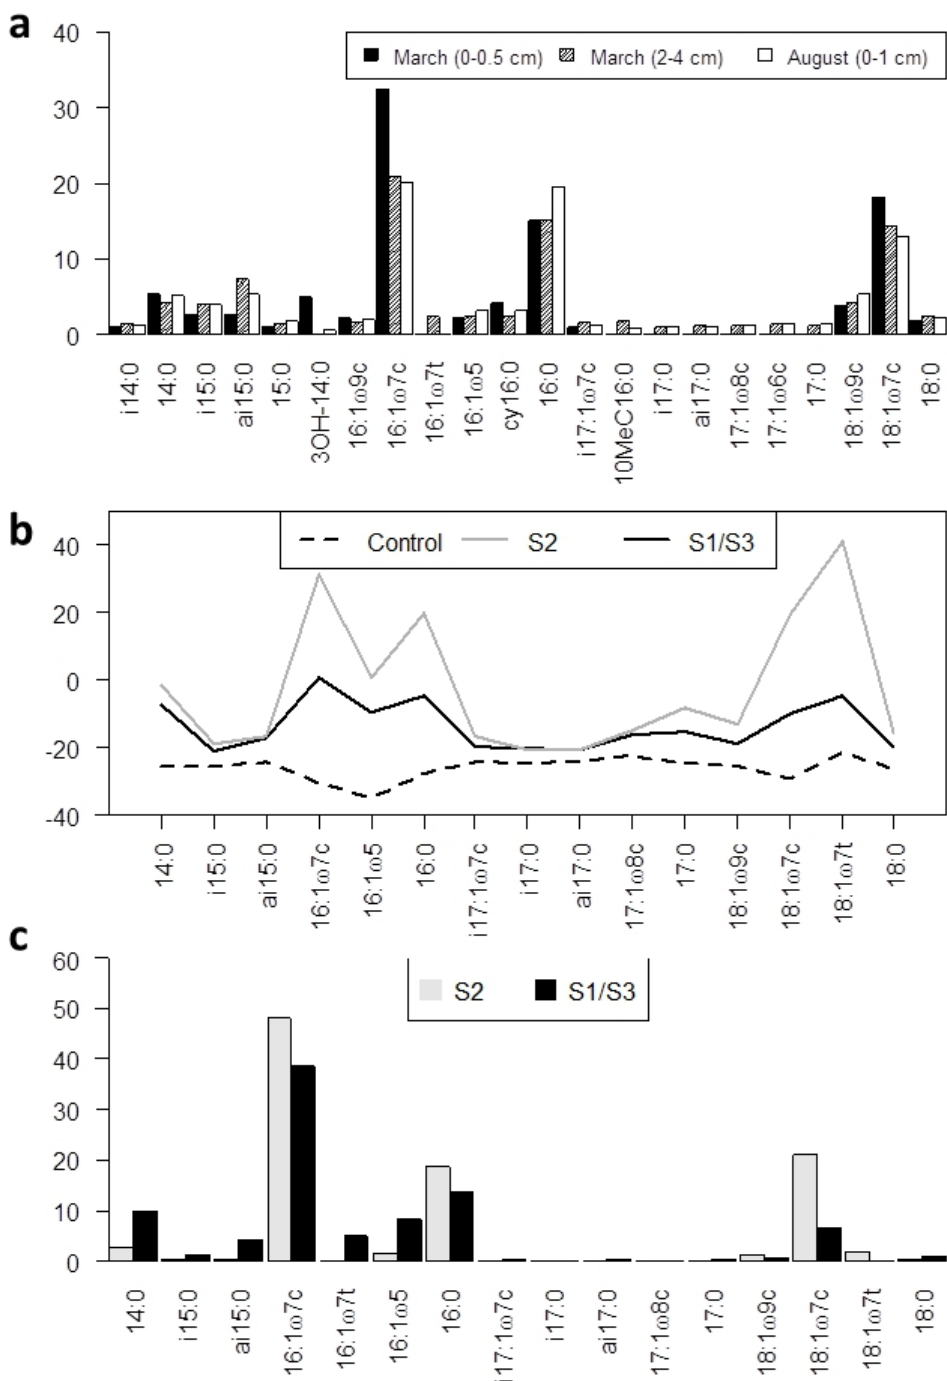 a
40
30
20
10
0
March (0-0.5 cm) March (2-4 cm) August (0-1 cm)
i14:0
14:0
i15:0
ai15:0
15:0
3OH-14:0
16:1ω9c
16:1ω7c
16:1ω7t
16:1ω5
cy16:0
16:0
i17:1ω7c
10MeC16:0
i17:0
ai17:0
17:1ω8c
17:1ω6c
17:0
18:1ω9c
18:1ω7c
18:0
b
40
20
0
-20
-40
Control S2 S1/S3
14:0
i15:0
ai15:0
16:1ω7c
16:1ω5
16:0
i17:1ω7c
i17:0
ai17:0
17:1ω8c
17:0
18:1ω9c
18:1ω7c
18:1ω7t
18:0
c
60
50
40
30
20
10
0
S2 S1/S3
14:0
i15:0
ai15:0
16:1ω7c
16:1ω7t
16:1ω5
16:0
i17:1ω7c
i17:0
ai17:0
17:1ω8c
17:0
18:1ω9c
18:1ω7c
18:1ω7t
18:0